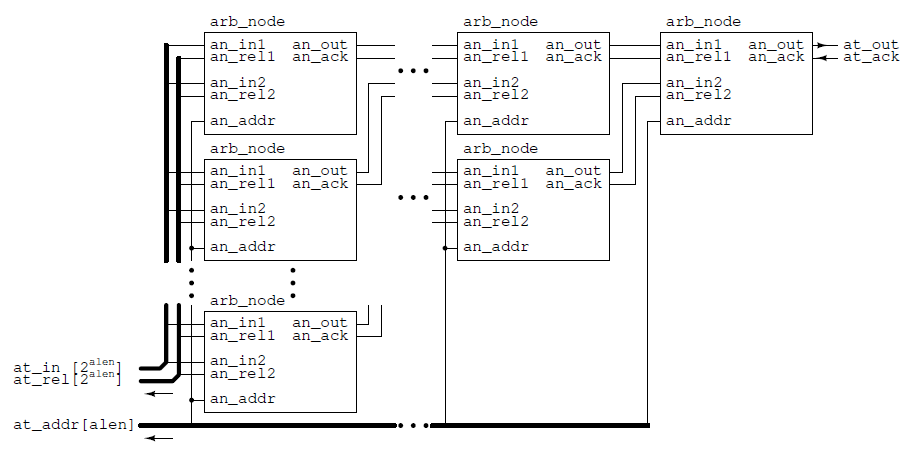 arb_node arb_node arb_node
an_in1 an_out an_in1 an_out an_in1 an_out at_out
an_rel1 an_ack an_rel1 an_ack an_rel1 an_ack at_ack
an_in2 an_in2 an_in2
an_rel2 an_rel2 an_rel2
an_addr an_addr an_addr
arb_node arb_node
an_in1 an_out an_in1 an_out
an_rel1 an_ack an_rel1 an_ack
an_in2 an_in2
an_rel2 an_rel2
an_addr an_addr
arb_node
an_in1 an_out
an_rel1 an_ack
an_in2
at_in [2^alen]
an_rel2
at_rel[2^alen]
an_addr
at_addr[alen]